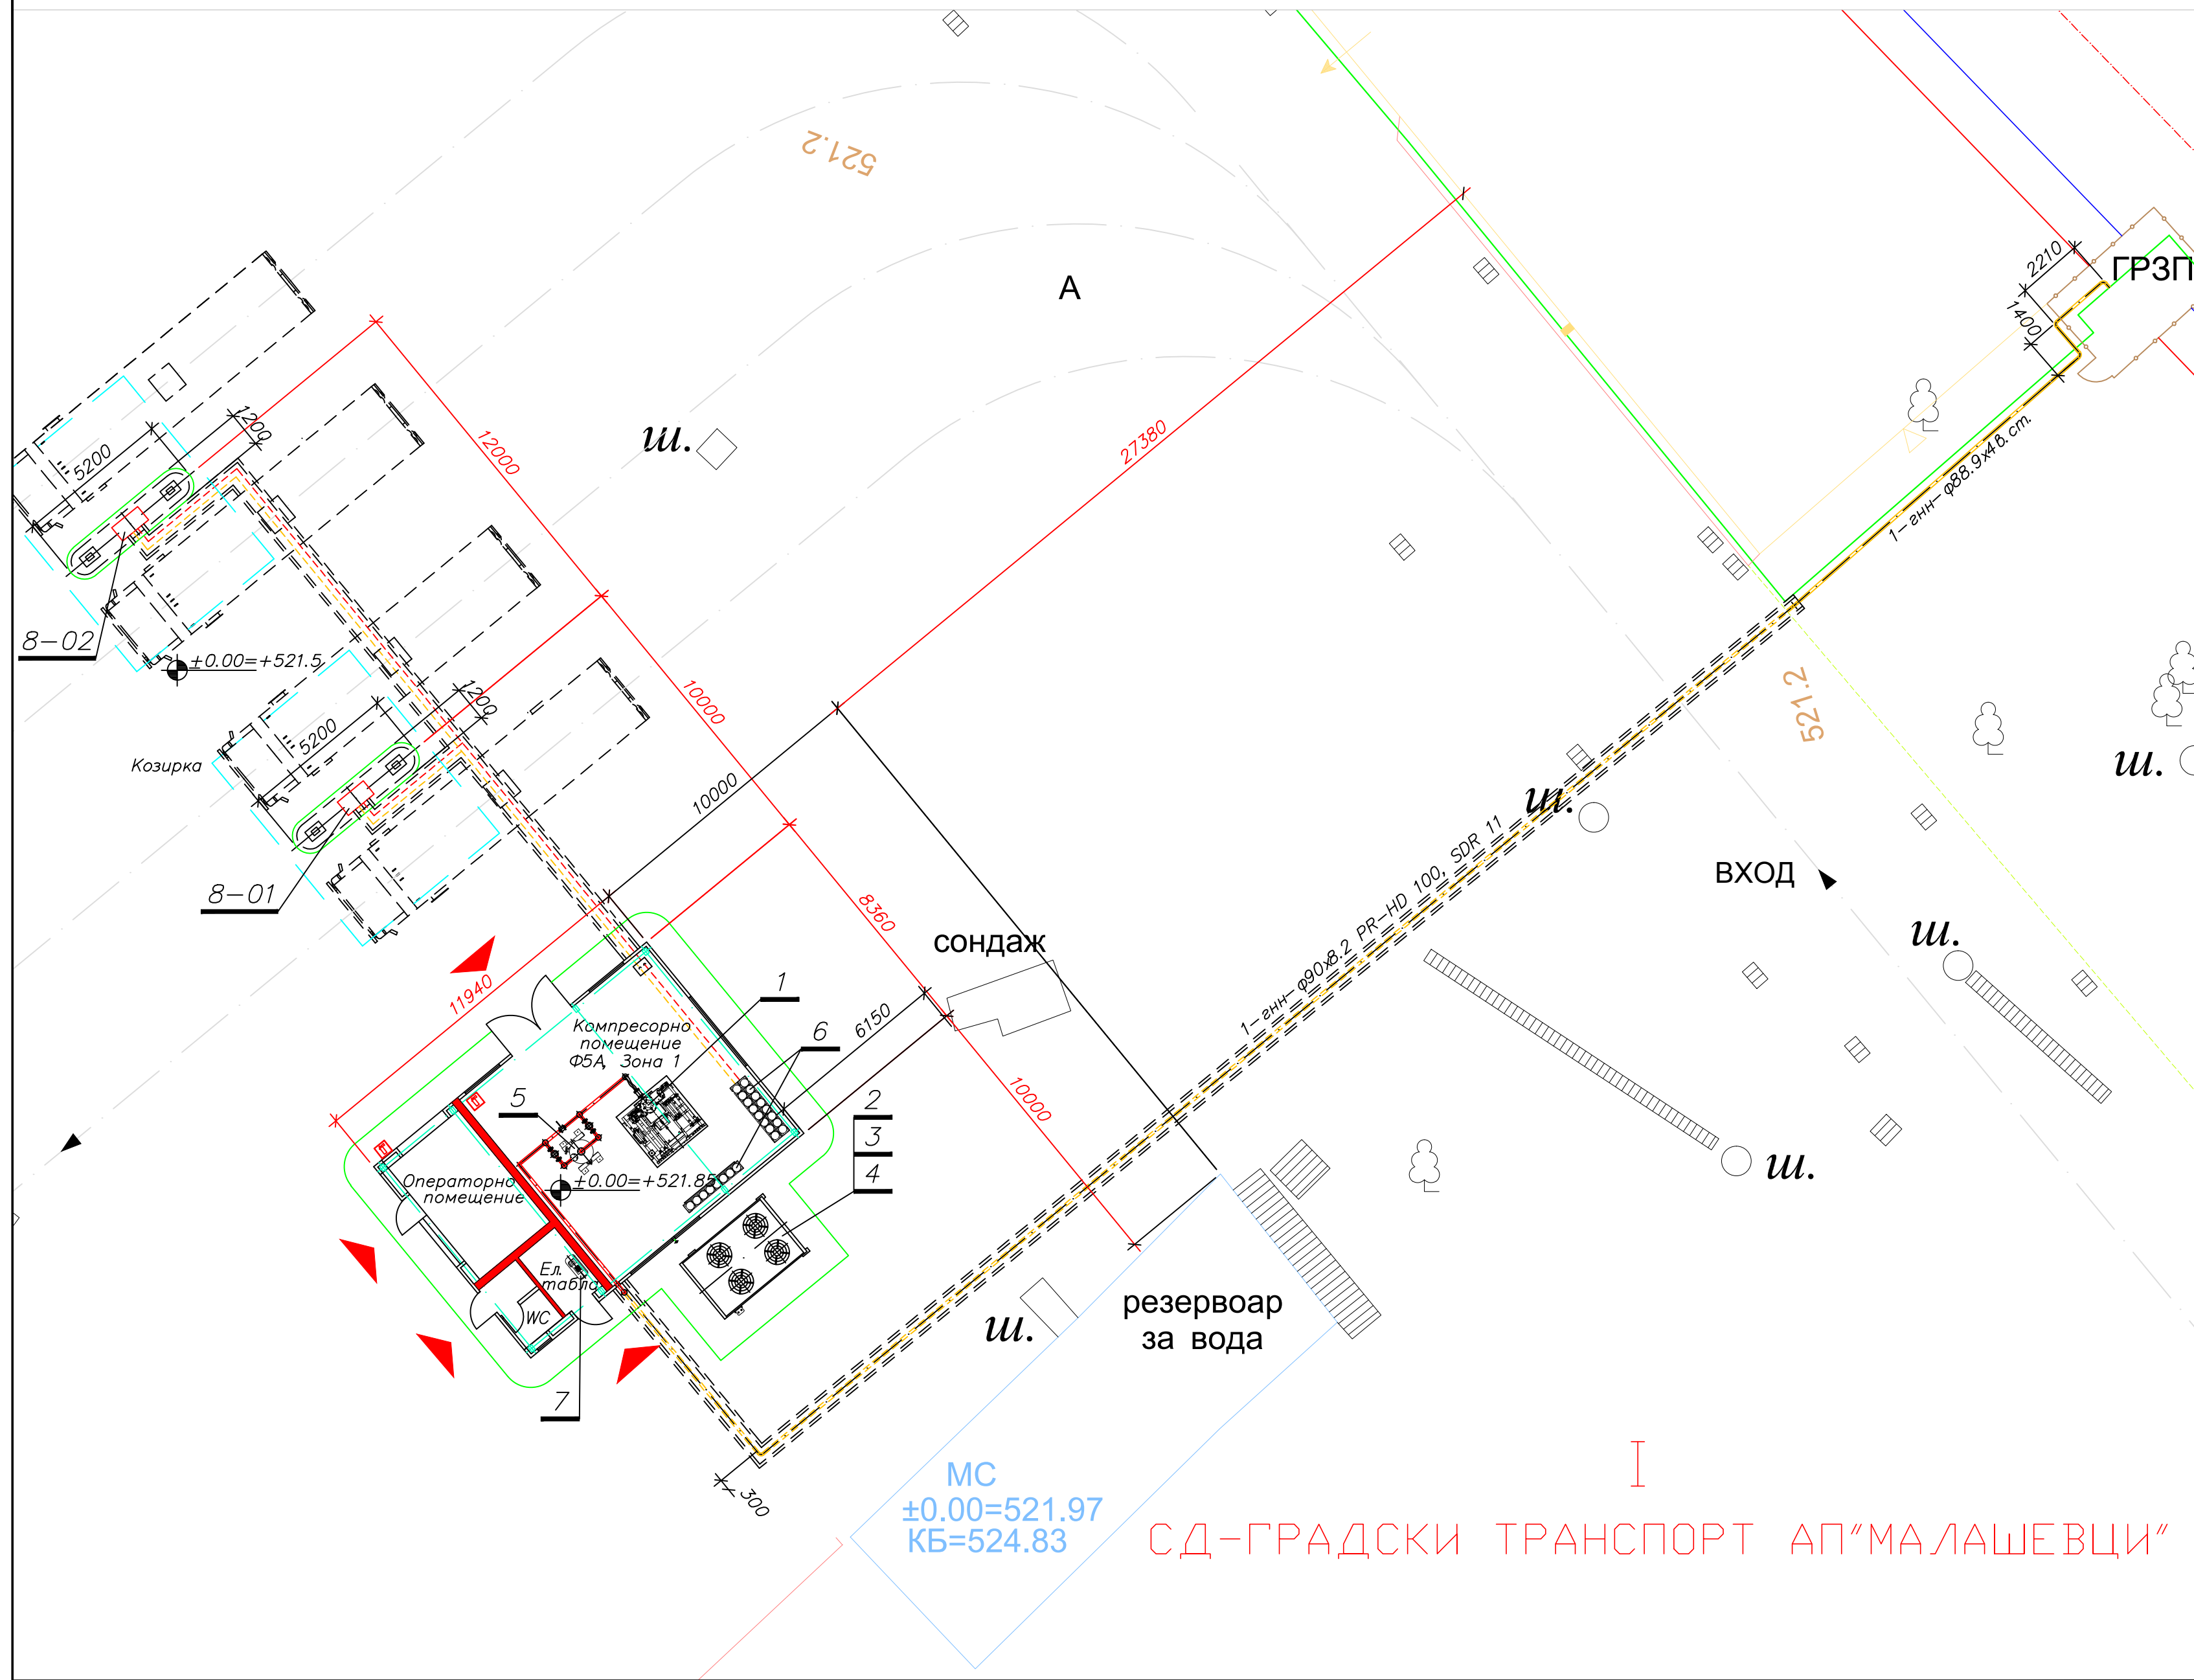 521.2
А
ГРЗП
2210
1400
27380
12000
ш.
1200
5200
1-гнн-φ88.9x4в.ст.
8-02
±0.00=+521.5
10000
521.2
1200
5200
Козирка
10000
ш.
ш.
1-гнн-φ90x8.2 PR-HD 100, SDR 11
ВХОД
8-01
8360
сондаж
ш.
11940
1
6150
6
Компресорно
помещение
Ф5А, Зона 1
5
2
3
4
10000
ш.
Операторно
помещение
±0.00=+521.85
Ел.
табла
WC
резервоар
за вода
ш.
7
300
МС
±0.00=521.97
КБ=524.83
I
СД-ГРАДСКИ ТРАНСПОРТ АП"МАЛАШЕВЦИ"